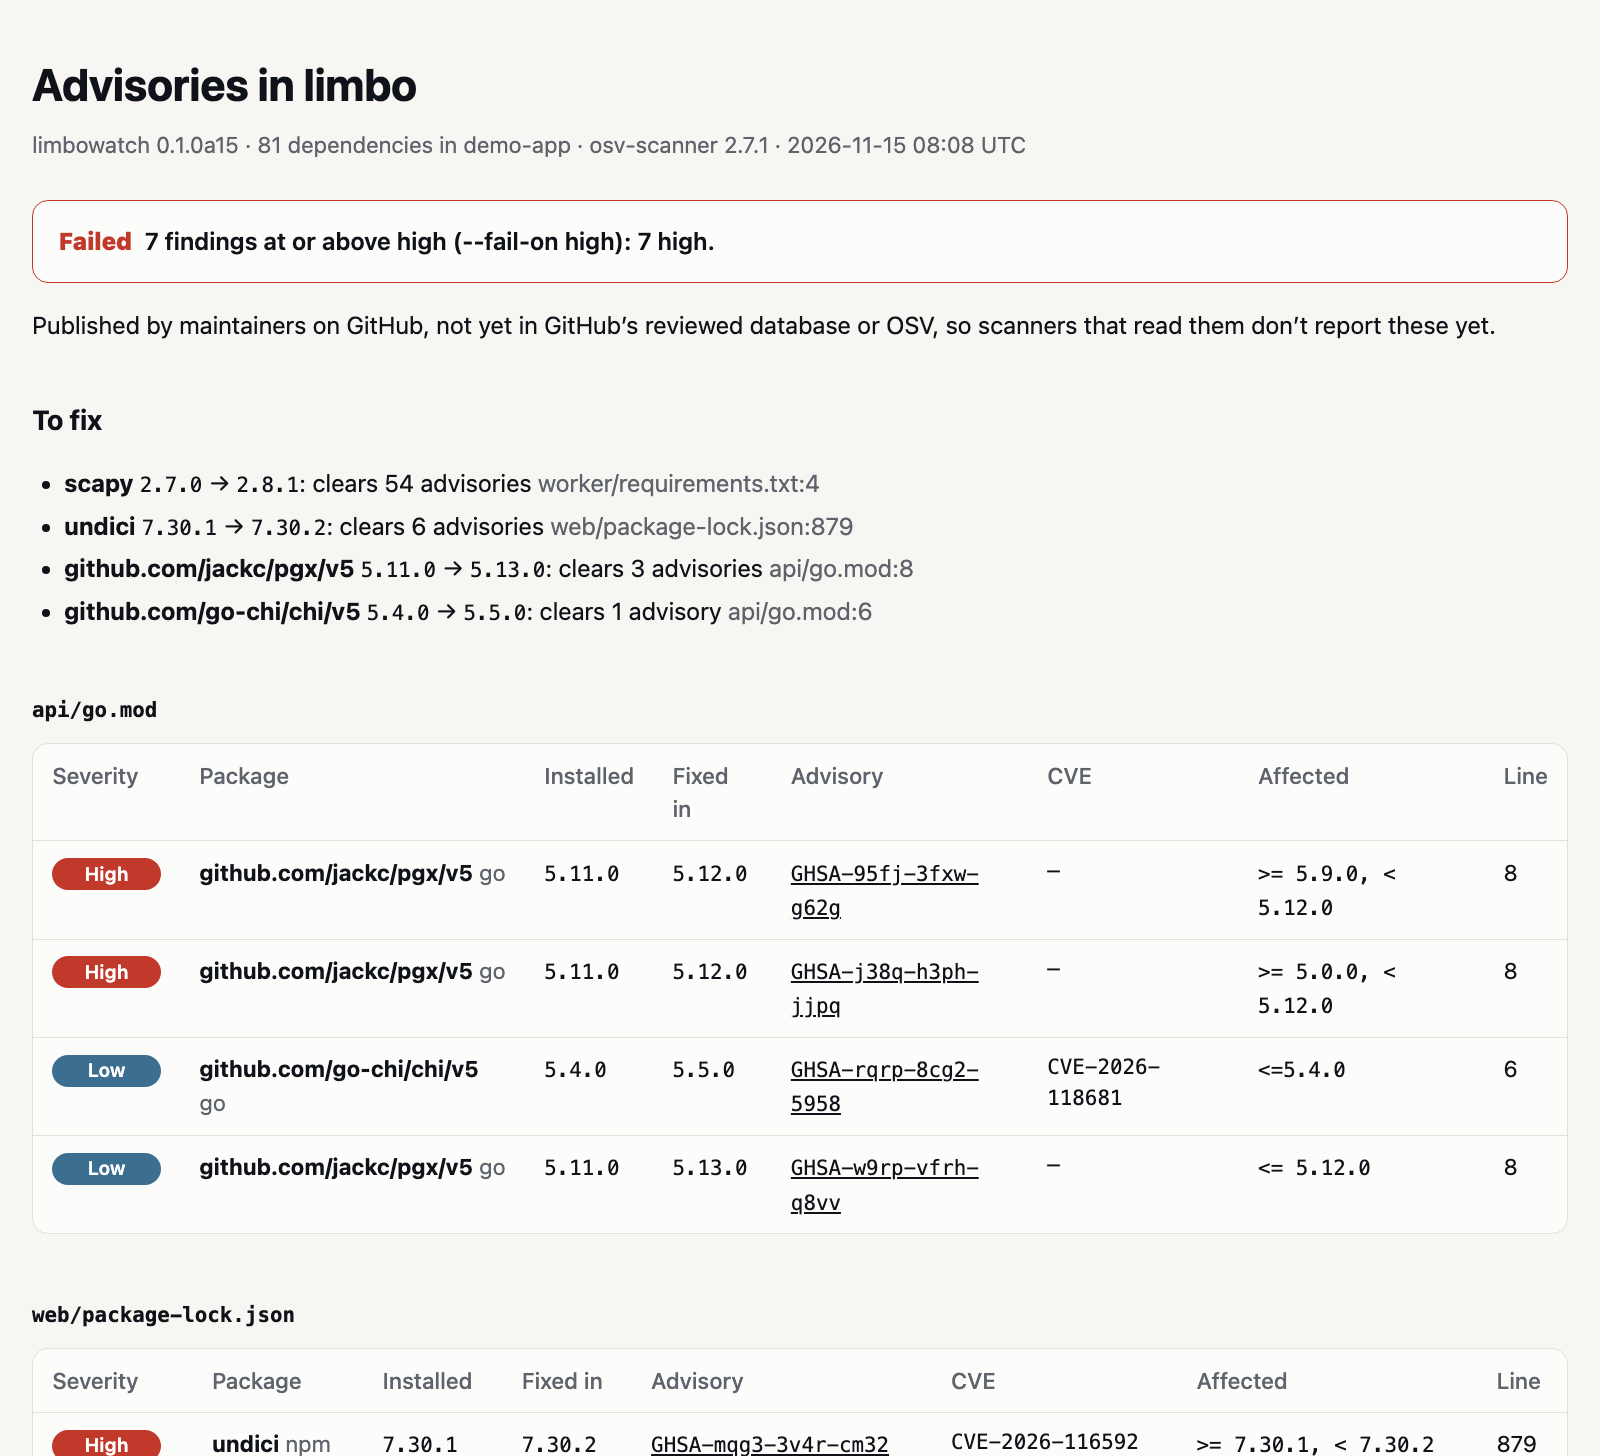 Advisories in limbo
limbowatch 0.1.0a15 · 81 dependencies in demo-app · osv-scanner 2.7.1 · 2026-11-15 08:08 UTC
Failed 7 findings at or above high (--fail-on high): 7 high.
Published by maintainers on GitHub, not yet in GitHub’s reviewed database or OSV, so scanners that read them don’t report these yet.
To fix
• scapy 2.7.0 → 2.8.1: clears 54 advisories worker/requirements.txt:4
• undici 7.30.1 → 7.30.2: clears 6 advisories web/package-lock.json:879
• github.com/jackc/pgx/v5 5.11.0 → 5.13.0: clears 3 advisories api/go.mod:8
• github.com/go-chi/chi/v5 5.4.0 → 5.5.0: clears 1 advisory api/go.mod:6
api/go.mod
Severity Package Installed Fixed in Advisory CVE Affected Line
High github.com/jackc/pgx/v5 go 5.11.0 5.12.0 GHSA-95fj-3fxw-g62g – >= 5.9.0, < 5.12.0 8
High github.com/jackc/pgx/v5 go 5.11.0 5.12.0 GHSA-j38q-h3ph-jjpq – >= 5.0.0, < 5.12.0 8
Low github.com/go-chi/chi/v5 go 5.4.0 5.5.0 GHSA-rqrp-8cg2-5958 CVE-2026-118681 <=5.4.0 6
Low github.com/jackc/pgx/v5 go 5.11.0 5.13.0 GHSA-w9rp-vfrh-q8vv – <= 5.12.0 8
web/package-lock.json
Severity Package Installed Fixed in Advisory CVE Affected Line
High undici npm 7.30.1 7.30.2 GHSA-mqg3-3v4r-cm32 CVE-2026-116592 >= 7.30.1, < 7.30.2 879